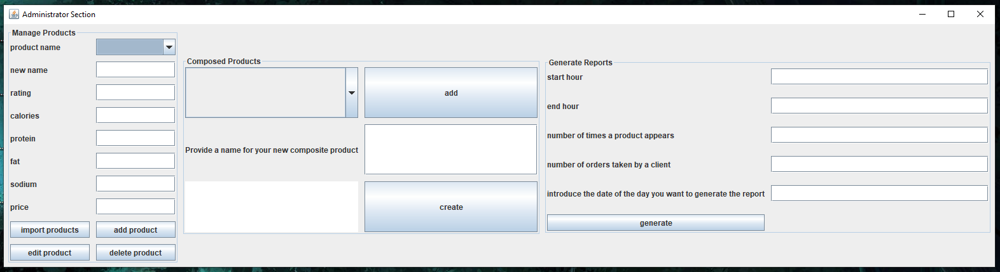 Administrator Section
Manage Products
product name
new name
rating
calories
protein
fat
sodium
price
import products add product
edit product delete product
Composed Products
add
Provide a name for your new composite product
create
Generate Reports
start hour
end hour
number of times a product appears
number of orders taken by a client
introduce the date of the day you want to generate the report
generate